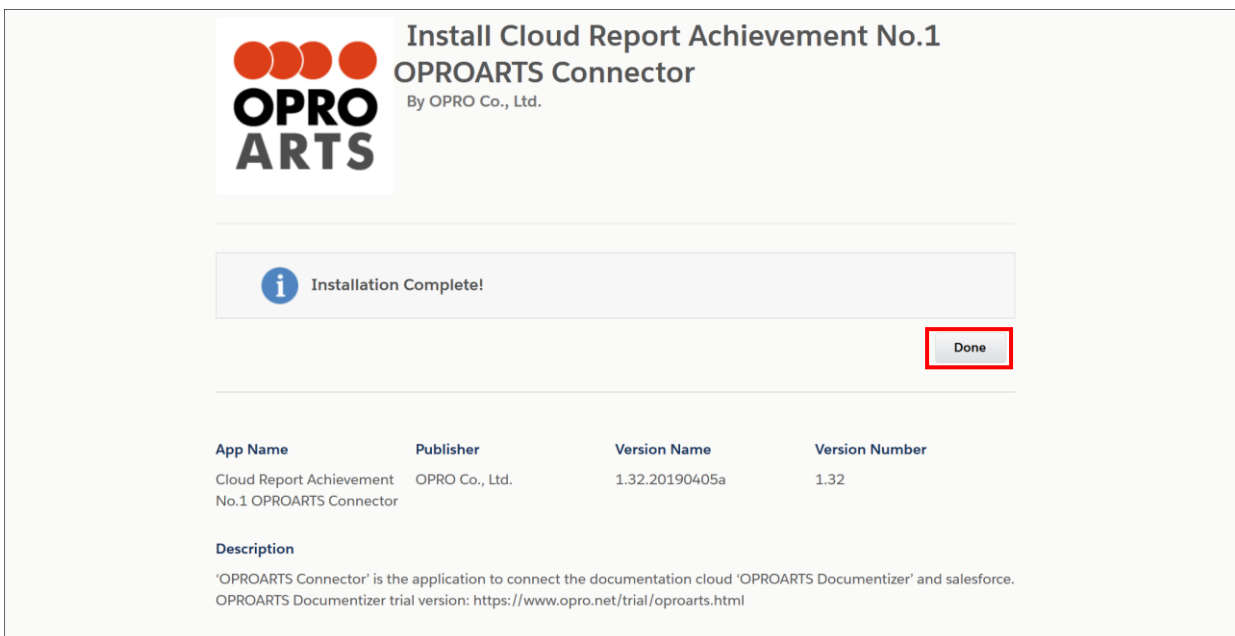 OPRO
ARTS
Install Cloud Report Achievement No.1
OPROARTS Connector
By OPRO Co., Ltd.
i
Installation Complete!
Done
App Name
Publisher
Version Name
Version Number
Cloud Report Achievement
No.1 OPROARTS Connector
OPRO Co., Ltd.
1.32.20190405a
1.32
Description
‘OPROARTS Connector’ is the application to connect the documentation cloud ‘OPROARTS Documentizer’ and salesforce.
OPROARTS Documentizer trial version: https://www.opro.net/trial/oproarts.html